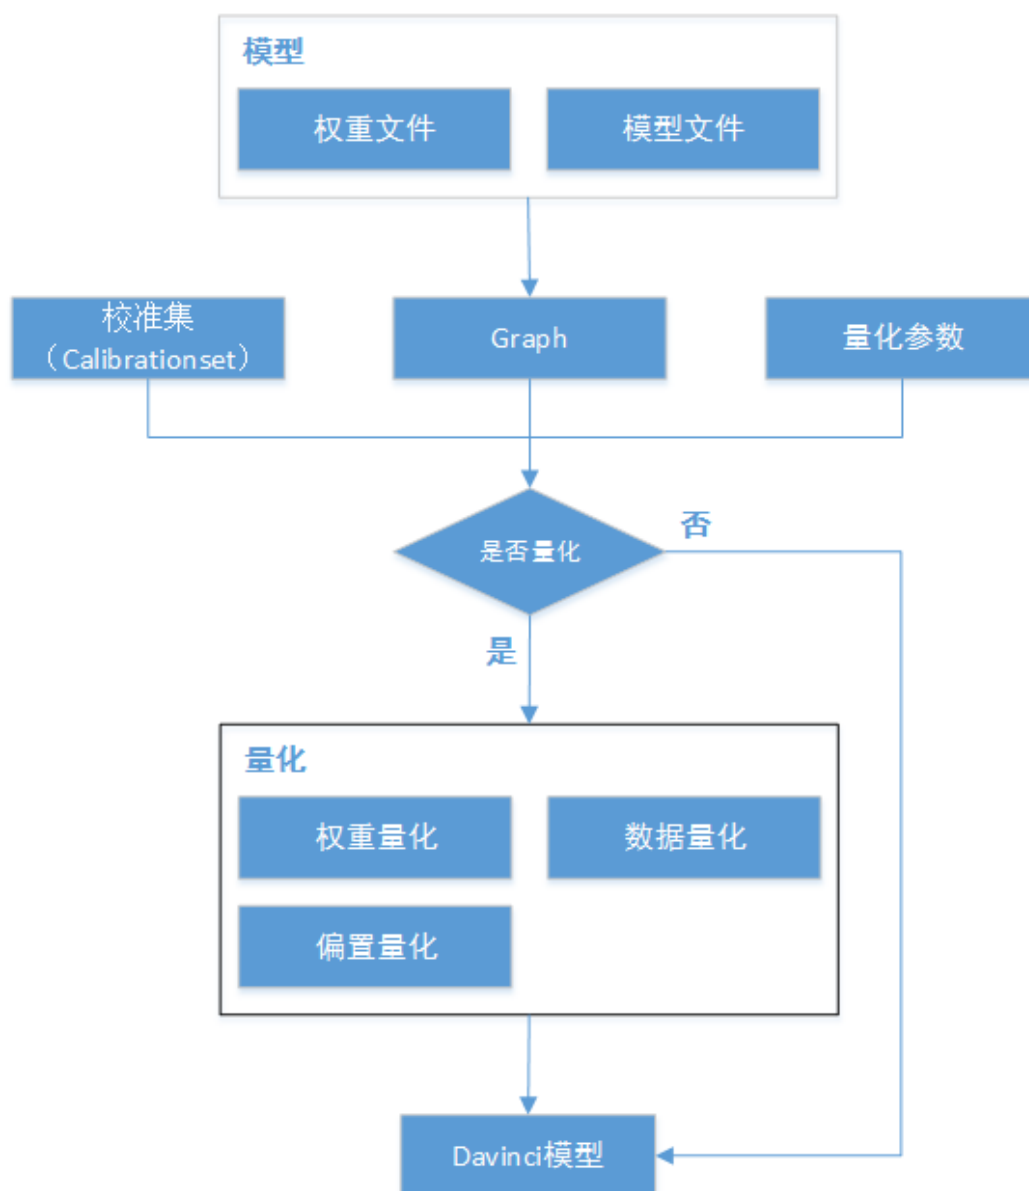 模型
权重文件
模型文件
校准集
（Calibrationset）
Graph
量化参数
是否量化
否
是
量化
权重量化
数据量化
偏置量化
Davinci模型